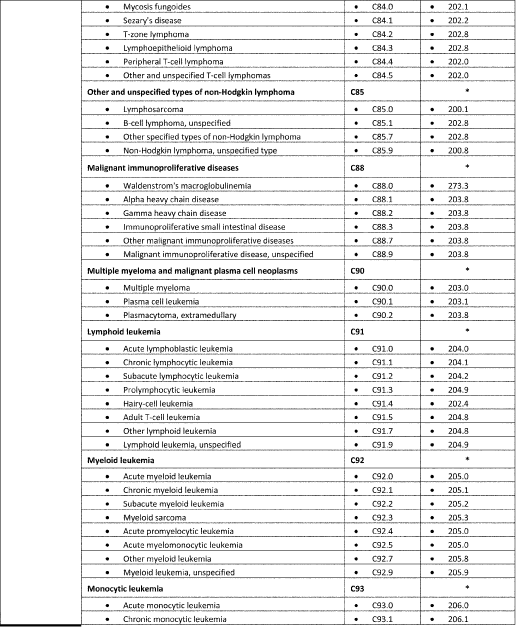 • Mycosis fungoides • C84.0 • 202.1
• Sezary's disease • C84.1 • 202.2
• T-zone lymphoma • C84.2 • 202.8
• Lymphoepithelioid lymphoma • C84.3 • 202.8
• Peripheral T-cell lymphoma • C84.4 • 202.0
• Other and unspecified T-cell lymphomas • C84.5 • 202.0
Other and unspecified types of non-Hodgkin lymphoma C85 *
• Lymphosarcoma • C85.0 • 200.1
• B-cell lymphoma, unspecified • C85.1 • 202.8
• Other specified types of non-Hodgkin lymphoma • C85.7 • 202.8
• Non-Hodgkin lymphoma, unspecified type • C85.9 • 200.8
Malignant immunoproliferative diseases C88 *
• Waldenstrom's macroglubulinemia • C88.0 • 273.3
• Alpha heavy chain disease • C88.1 • 203.8
• Gamma heavy chain disease • C88.2 • 203.8
• Immunoproliferative small intestinal disease • C88.3 • 203.8
• Other malignant immunoproliferative diseases • C88.7 • 203.8
• Malignant immunoproliferative disease, unspecified • C88.9 • 203.8
Multiple myeloma and malignant plasma cell neoplasms C90 *
• Multiple myeloma • C90.0 • 203.0
• Plasma cell leukemia • C90.1 • 203.1
• Plasmacytoma, extramedullary • C90.2 • 203.8
Lymphoid leukemia C91 *
• Acute lymphoblastic leukemia • C91.0 • 204.0
• Chronic lymphocytic leukemia • C91.1 • 204.1
• Subacute lymphocytic leukemia • C91.2 • 204.2
• Prolymphocytic leukemia • C91.3 • 204.9
• Hairy-cell leukemia • C91.4 • 202.4
• Adult T-cell leukemia • C91.5 • 204.8
• Other lymphoid leukemia • C91.7 • 204.8
• Lymphoid leukemia, unspecified • C91.9 • 204.9
Myeloid leukemia C92 *
• Acute myeloid leukemia • C92.0 • 205.0
• Chronic myeloid leukemia • C92.1 • 205.1
• Subacute myeloid leukemia • C92.2 • 205.2
• Myeloid sarcoma • C92.3 • 205.3
• Acute promyelocytic leukemia • C92.4 • 205.0
• Acute myelomonocytic leukemia • C92.5 • 205.0
• Other myeloid leukemia • C92.7 • 205.8
• Myeloid leukemia, unspecified • C92.9 • 205.9
Monocytic leukemia C93 *
• Acute monocytic leukemia • C93.0 • 206.0
• Chronic monocytic leukemia • C93.1 • 206.1